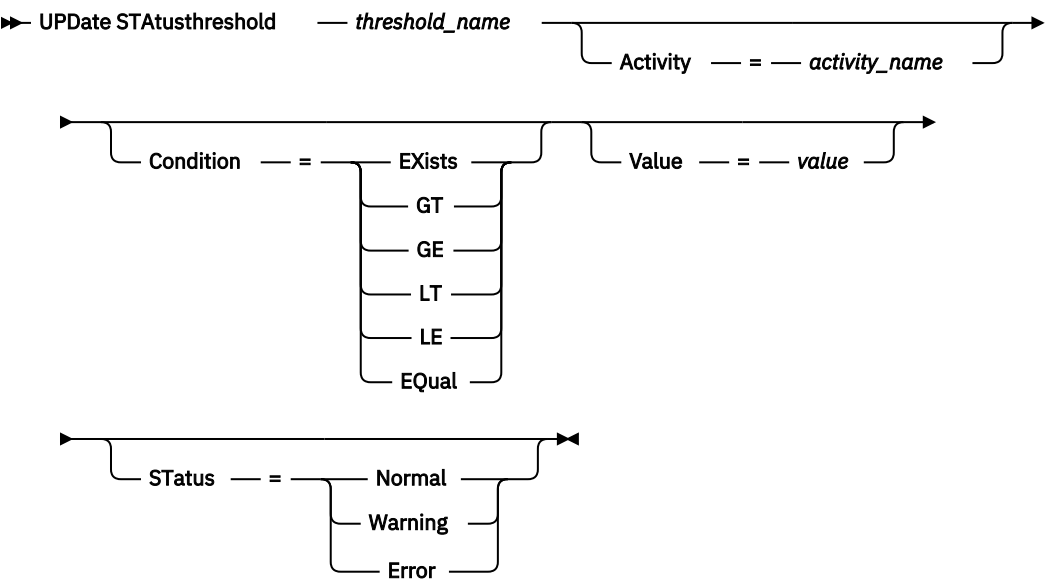 UPDate STAtusthreshold threshold_name
Activity = activity_name
Condition = EXists Value = value
GT
GE
LT
LE
EQual
STatus = Normal
Warning
Error